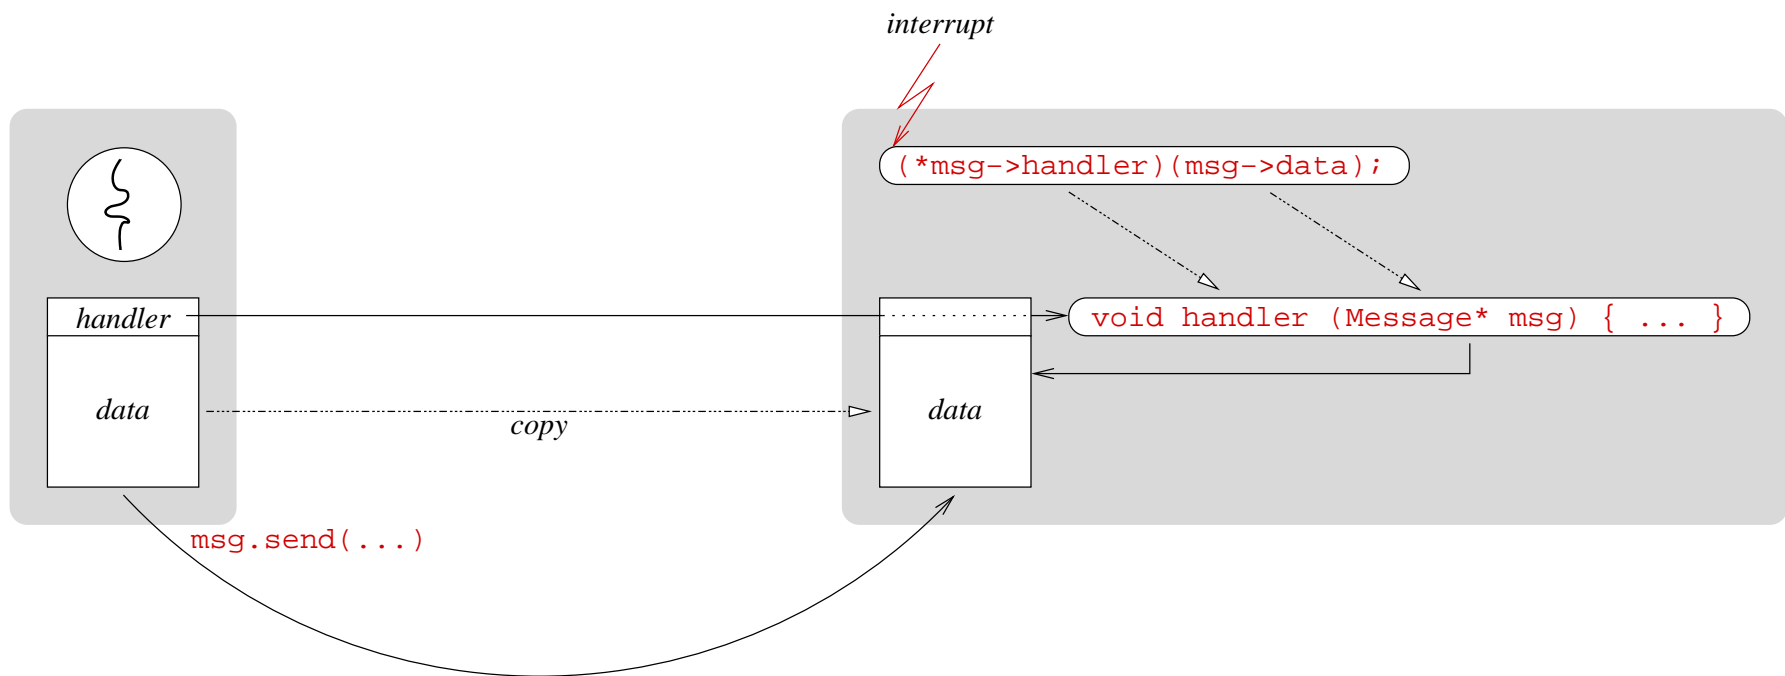 interrupt
(*msg->handler)(msg->data);
handler
void handler (Message* msg) { ... }
data
copy
data
msg.send(...)